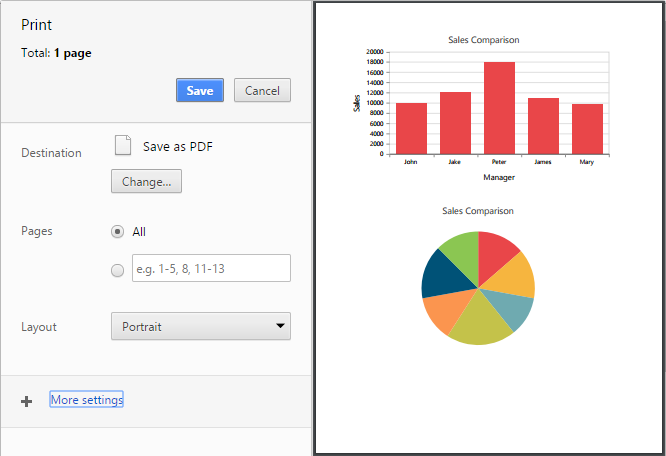 Print
Total: 1 page
Save
Cancel
Destination
Save as PDF
Change...
Pages
All
e.g. 1-5, 8, 11-13
Layout
Portrait
More settings
Sales Comparison
20000
18000
16000
14000
12000
10000
8000
6000
4000
2000
0
Sales
John
Jake
Peter
James
Mary
Manager
Sales Comparison